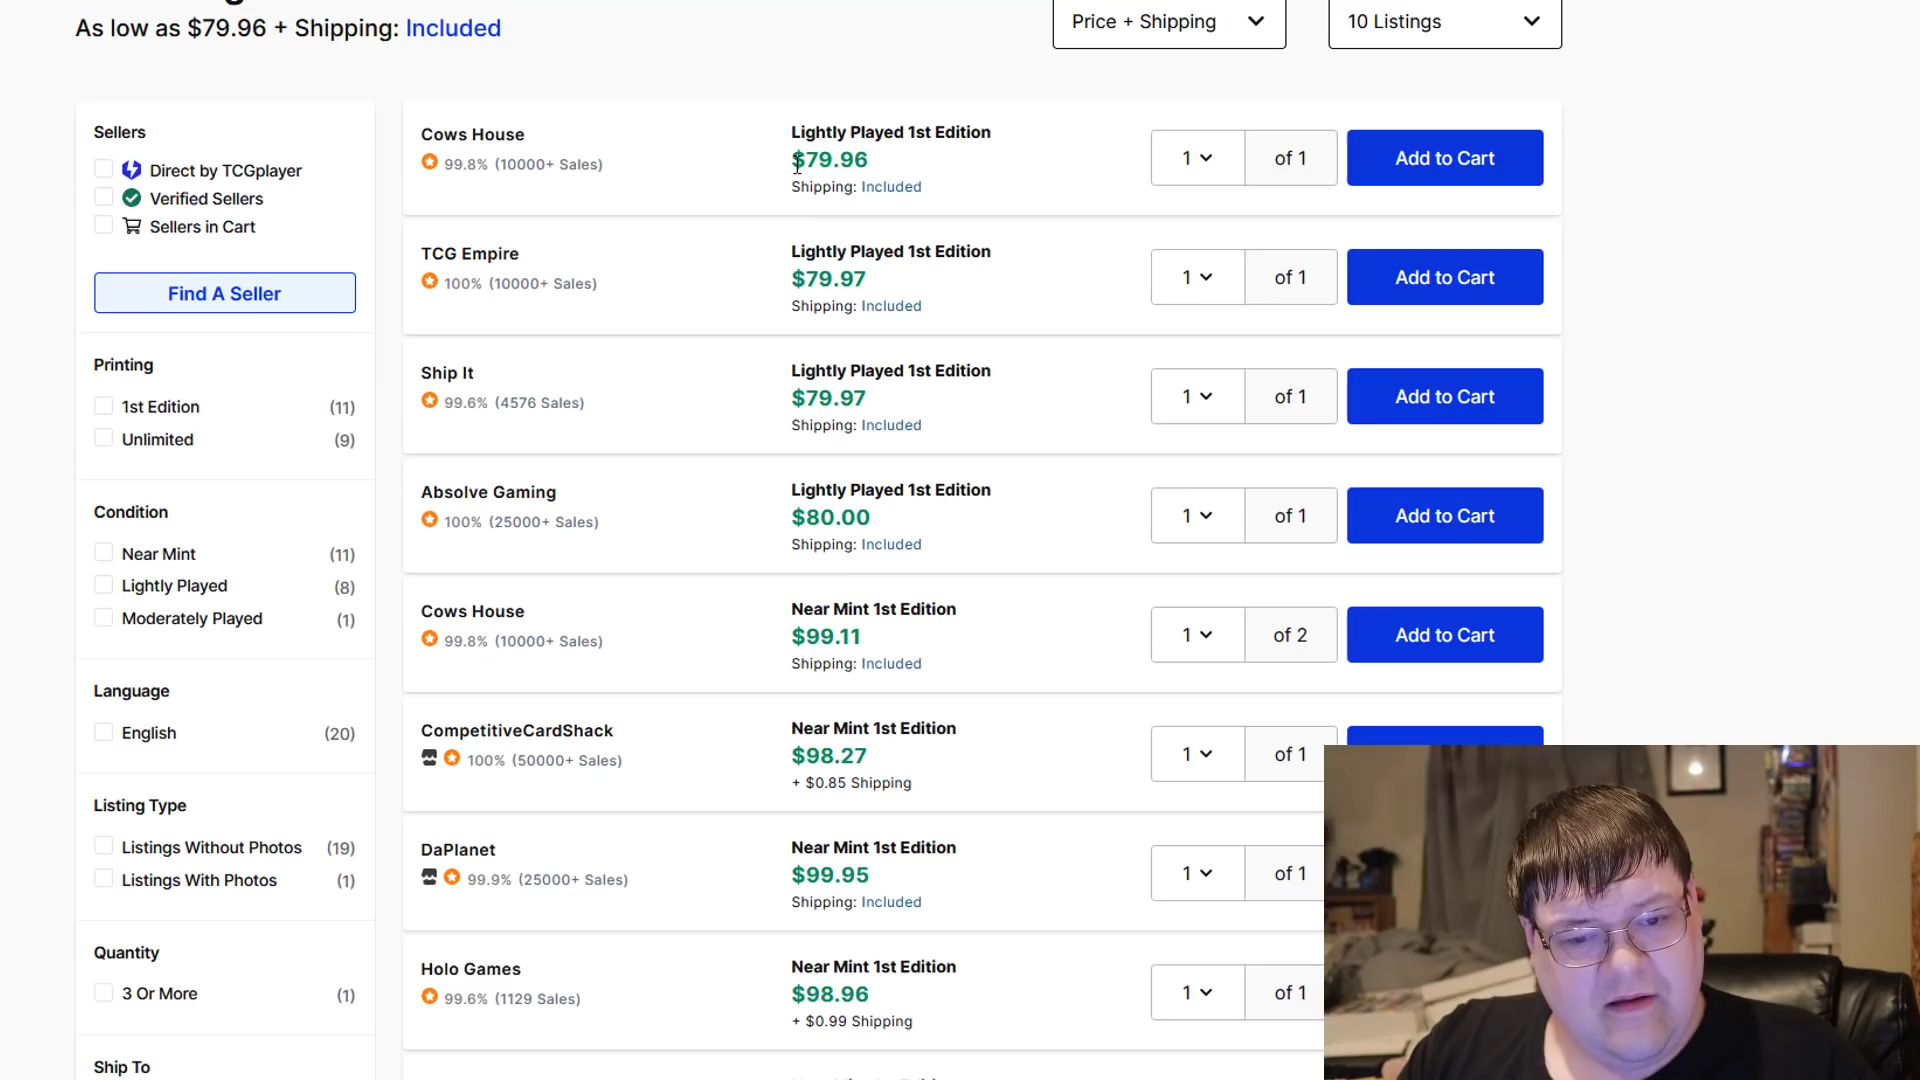 As low as $79.96 + Shipping: Included
Price + Shipping
10 Listings
Sellers
Direct by TCGplayer
Verified Sellers
Sellers in Cart
Find A Seller
Printing
1st Edition (11)
Unlimited (9)
Condition
Near Mint (11)
Lightly Played (8)
Moderately Played (1)
Language
English (20)
Listing Type
Listings Without Photos (19)
Listings With Photos (1)
Quantity
3 Or More (1)
Ship To
Cows House
99.8% (10000+ Sales)
Lightly Played 1st Edition
$79.96
Shipping: Included
1 of 1
Add to Cart
TCG Empire
100% (10000+ Sales)
Lightly Played 1st Edition
$79.97
Shipping: Included
1 of 1
Add to Cart
Ship It
99.6% (4576 Sales)
Lightly Played 1st Edition
$79.97
Shipping: Included
1 of 1
Add to Cart
Absolve Gaming
100% (25000+ Sales)
Lightly Played 1st Edition
$80.00
Shipping: Included
1 of 1
Add to Cart
Cows House
99.8% (10000+ Sales)
Near Mint 1st Edition
$99.11
Shipping: Included
1 of 2
Add to Cart
CompetitiveCardShack
100% (50000+ Sales)
Near Mint 1st Edition
$98.27
+ $0.85 Shipping
1 of 1
DaPlanet
99.9% (25000+ Sales)
Near Mint 1st Edition
$99.95
Shipping: Included
1 of 1
Holo Games
99.6% (1129 Sales)
Near Mint 1st Edition
$98.96
+ $0.99 Shipping
1 of 1